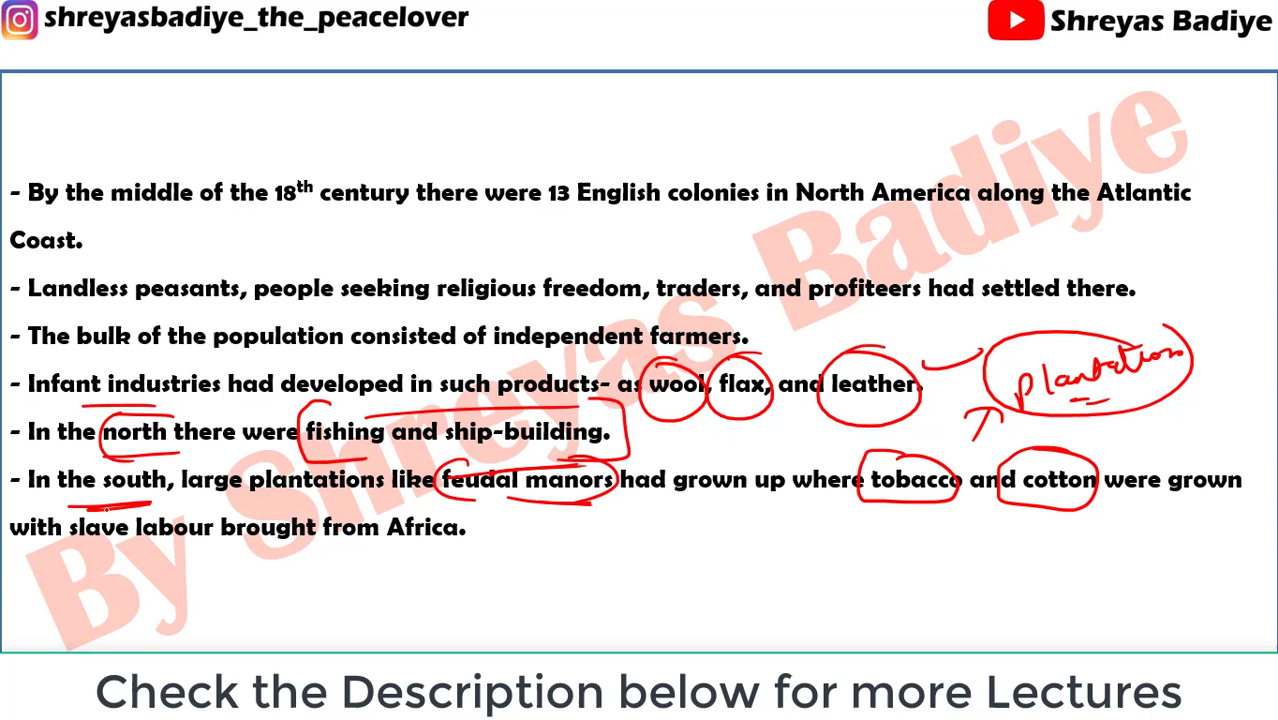 shreyasbadiye_the_peacelover
Shreyas Badiye
- By the middle of the 18th century there were 13 English colonies in North America along the Atlantic
Coast.
- Landless peasants, people seeking religious freedom, traders, and profiteers had settled there.
- The bulk of the population consisted of independent farmers.
- Infant industries had developed in such products- as wool, flax, and leather.
plantations
- In the north there were fishing and ship-building.
- In the south, large plantations like feudal manors had grown up where tobacco and cotton were grown
with slave labour brought from Africa.
By Shreyas Badiye
Check the Description below for more Lectures